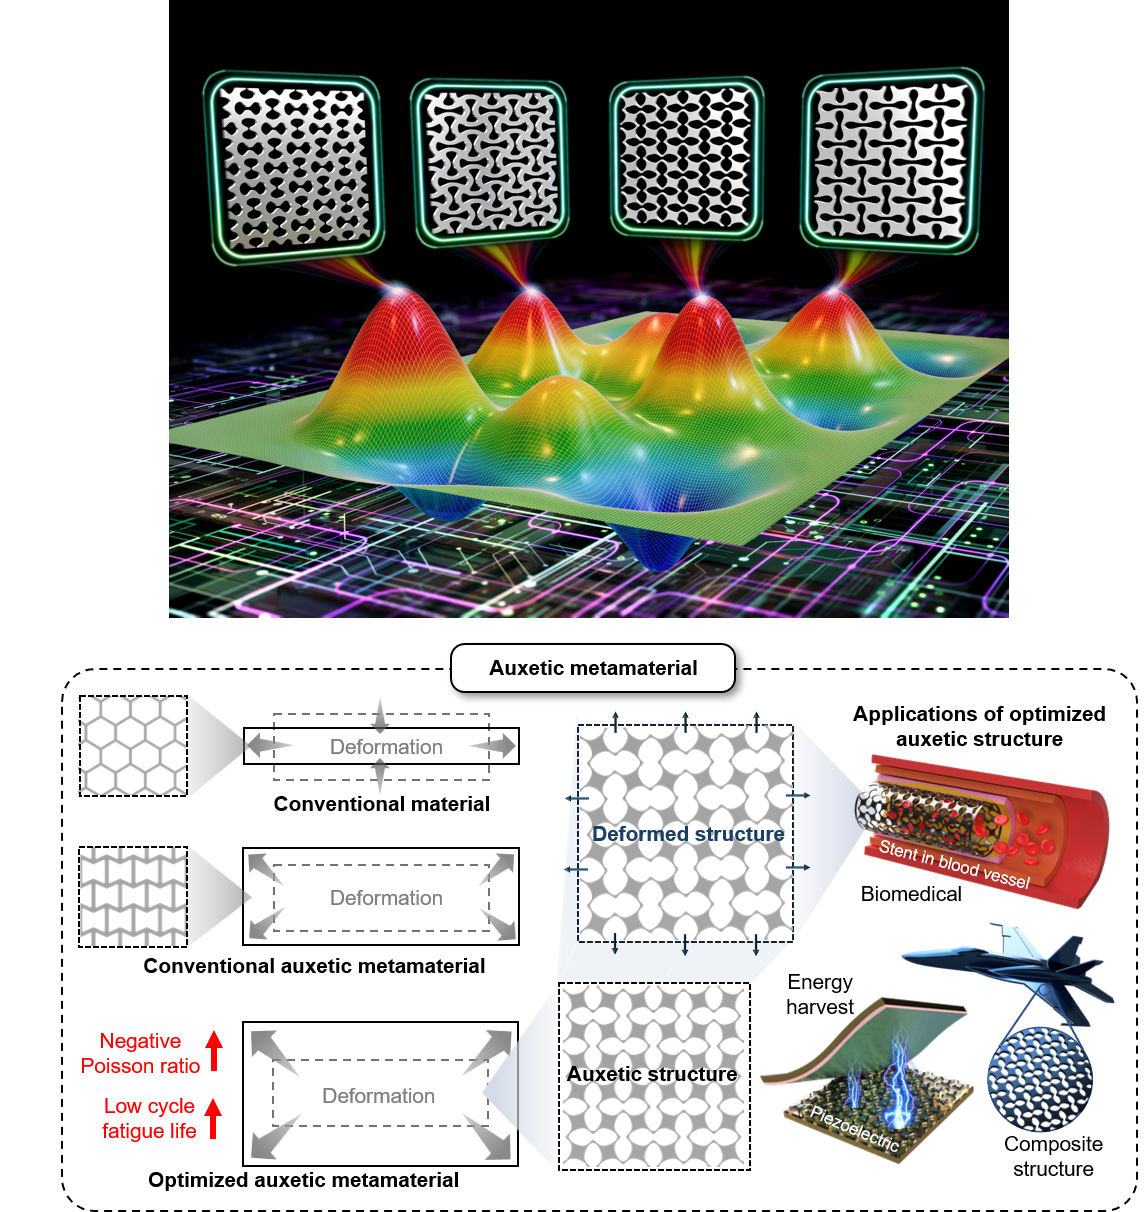 Auxetic metamaterial
Deformation
Conventional material
Deformation
Conventional auxetic metamaterial
Negative
Poisson ratio
Low cycle
fatigue life
Deformation
Optimized auxetic metamaterial
Deformed structure
Auxetic structure
Applications of optimized
auxetic structure
Stent in blood vessel
Biomedical
Energy
harvest
Piezoelectric
Composite
structure